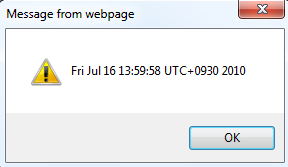 Message from webpage
Fri Jul 16 13:59:58 UTC+0930 2010
OK